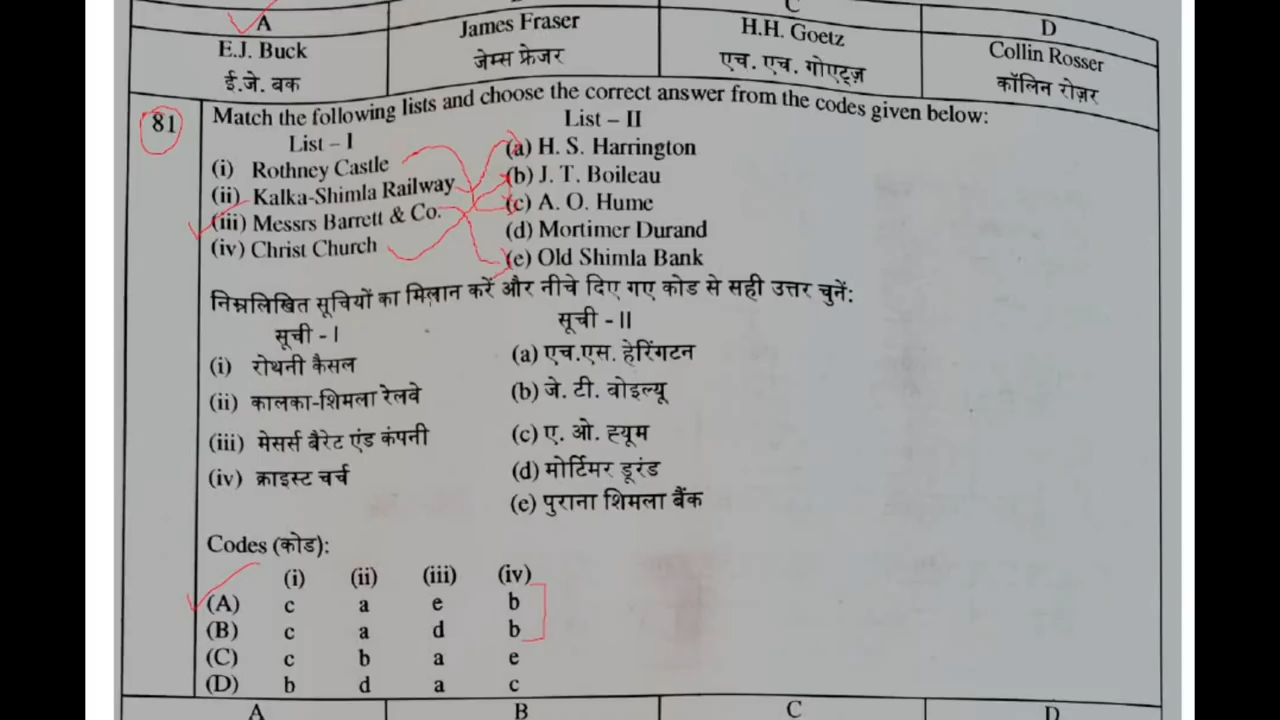 A C D
E.J. Buck James Fraser H.H. Goetz Collin Rosser
ई.जे. बक जेम्स फ्रेजर एच. एच. गोएट्ज़ कॉलिन रोज़र
81 Match the following lists and choose the correct answer from the codes given below:
List – I List – II
(i) Rothney Castle (a) H. S. Harrington
(ii) Kalka-Shimla Railway (b) J. T. Boileau
(iii) Messrs Barrett & Co. (c) A. O. Hume
(iv) Christ Church (d) Mortimer Durand
(e) Old Shimla Bank
निम्नलिखित सूचियों का मिलान करें और नीचे दिए गए कोड से सही उत्तर चुनें:
सूची - I सूची - II
(i) रोथनी कैसल (a) एच.एस. हेरिंगटन
(ii) कालका-शिमला रेलवे (b) जे. टी. बोइल्यू
(iii) मेसर्स बैरेट एंड कंपनी (c) ए. ओ. ह्यूम
(iv) क्राइस्ट चर्च (d) मोर्टिमर डूरंड
(e) पुराना शिमला बैंक
Codes (कोड):
(i) (ii) (iii) (iv)
(A) c a e b
(B) c a d b
(C) c b a e
(D) b d a c
A B C D